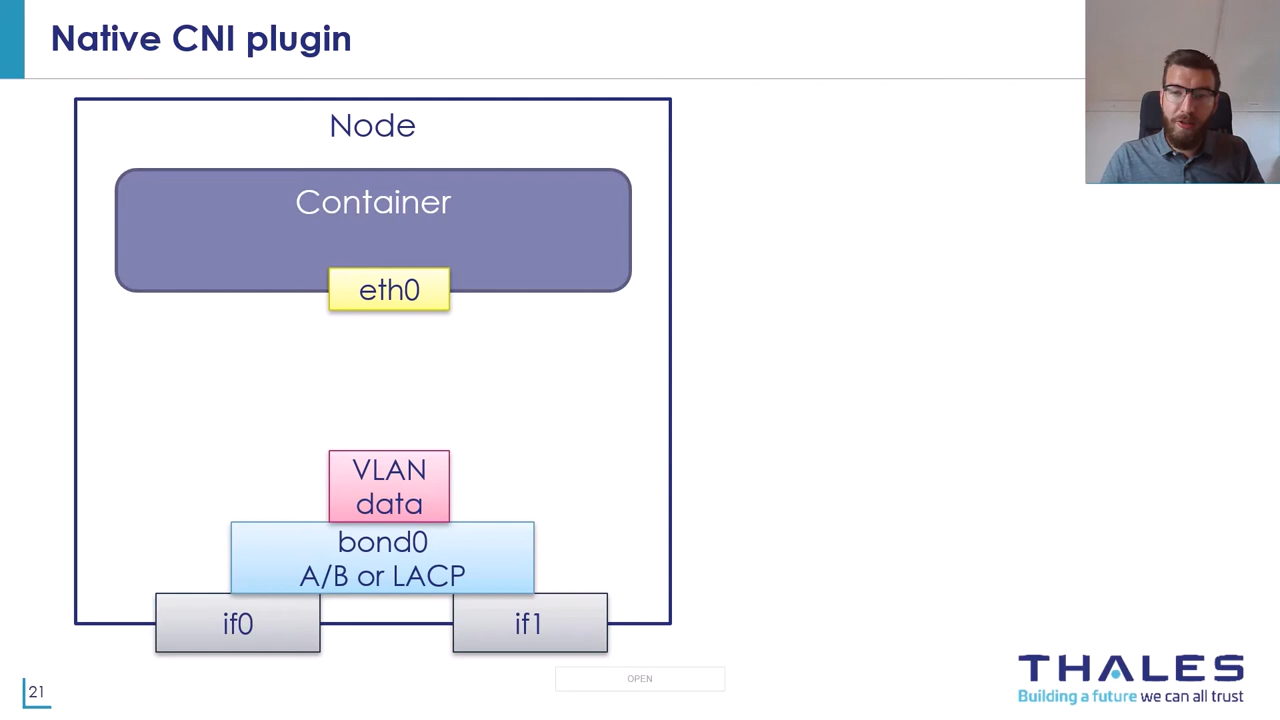 Native CNI plugin
Node
Container
eth0
VLAN
data
bond0
A/B or LACP
if0
if1
21
OPEN
THALES
Building a future we can all trust